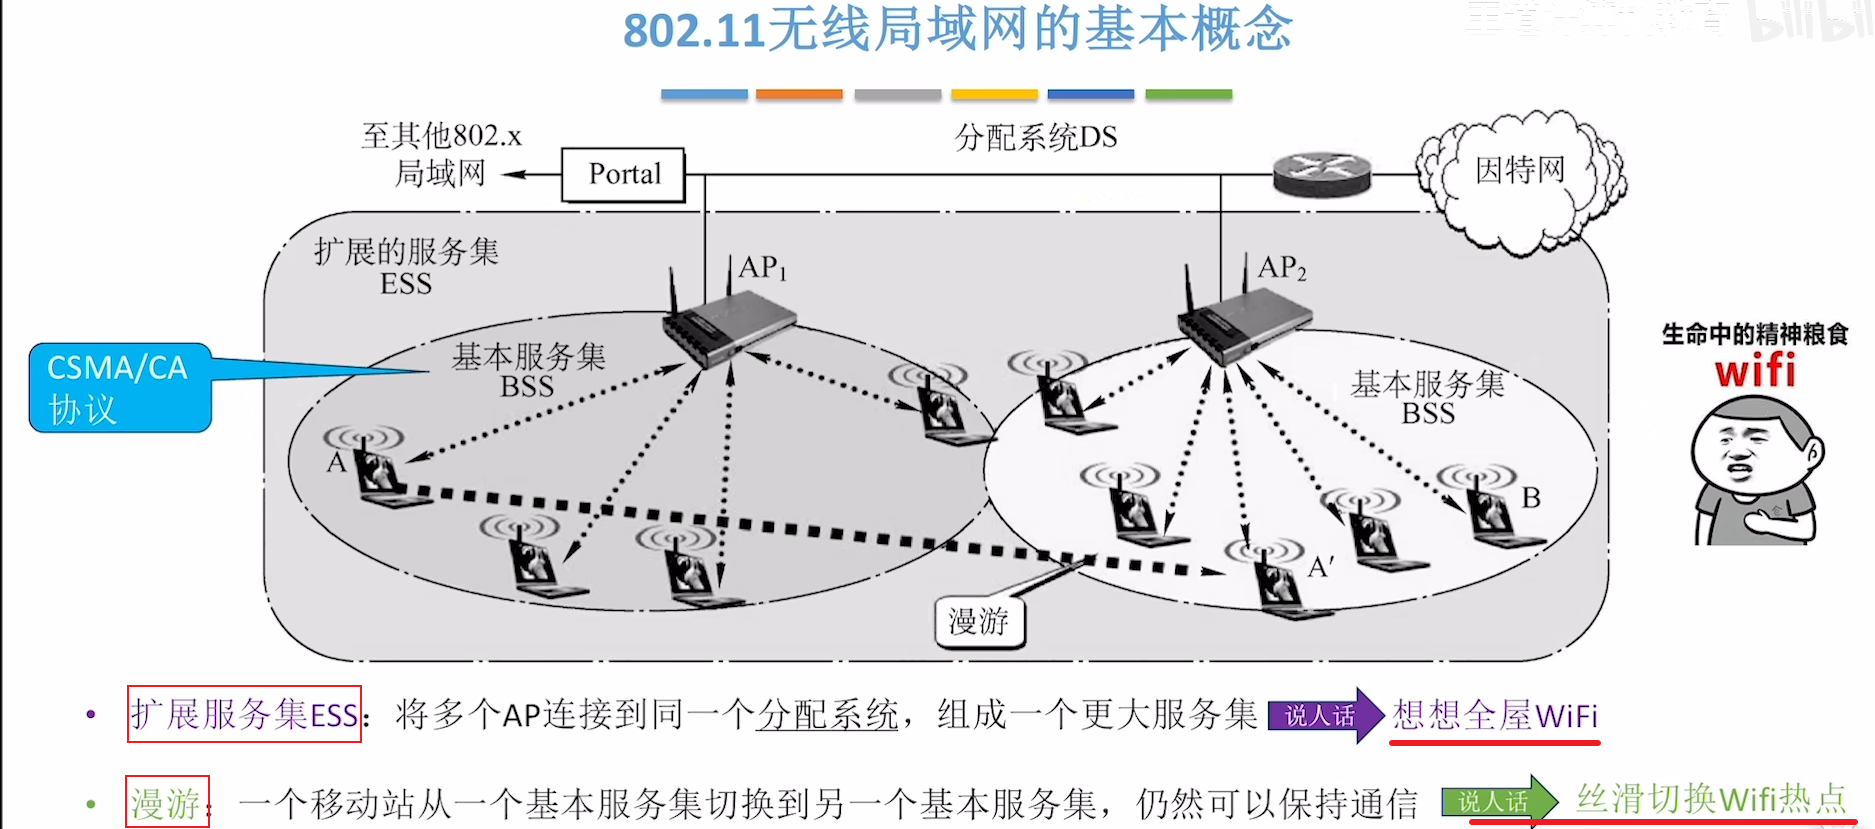 802.11无线局域网的基本概念
bilibili
至其他802.x
局域网
Portal
分配系统DS
因特网
扩展的服务集
ESS
AP1
AP2
CSMA/CA
协议
基本服务集
BSS
基本服务集
BSS
A
B
A′
漫游
生命中的精神粮食
wifi
• 扩展服务集ESS：将多个AP连接到同一个分配系统，组成一个更大服务集 说人话 想想全屋WiFi
• 漫游：一个移动站从一个基本服务集切换到另一个基本服务集，仍然可以保持通信 说人话 丝滑切换Wifi热点